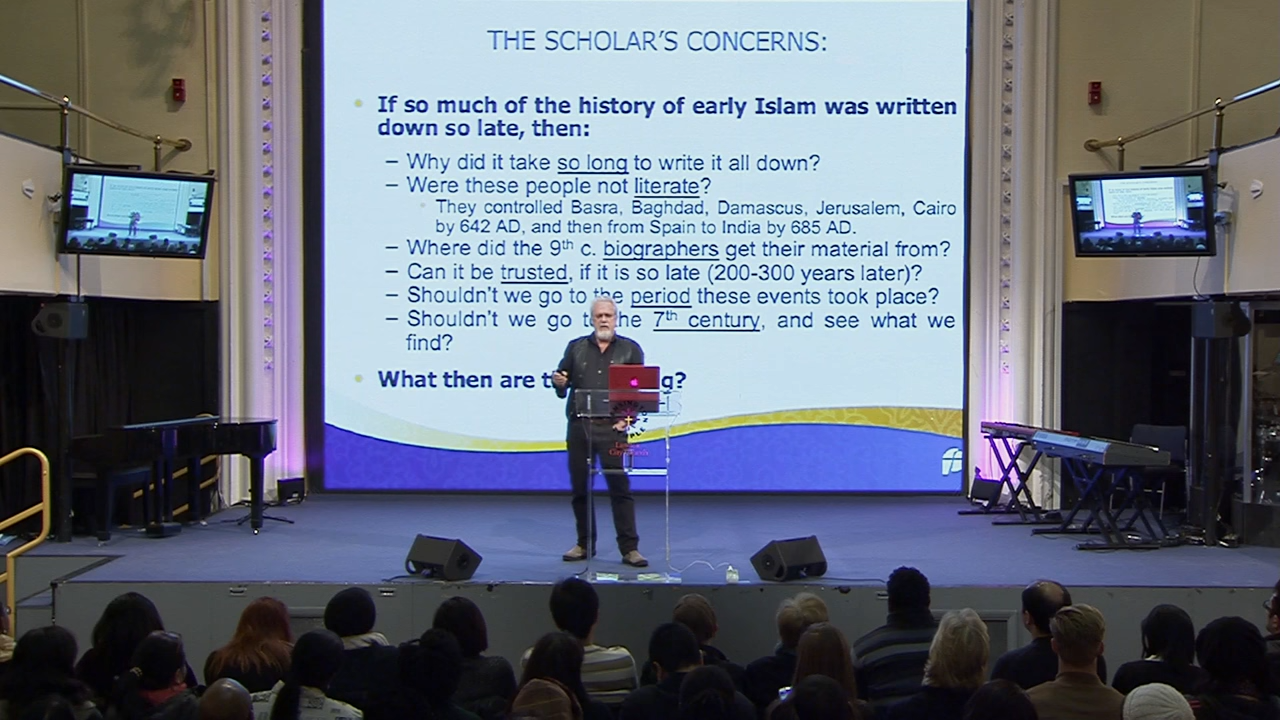 THE SCHOLAR'S CONCERNS:
If so much of the history of early Islam was written
down so late, then:
– Why did it take so long to write it all down?
– Were these people not literate?
They controlled Basra, Baghdad, Damascus, Jerusalem, Cairo
by 642 AD, and then from Spain to India by 685 AD.
– Where did the 9th c. biographers get their material from?
– Can it be trusted, if it is so late (200-300 years later)?
– Shouldn't we go to the period these events took place?
– Shouldn't we go to the 7th century, and see what we
find?
What then are